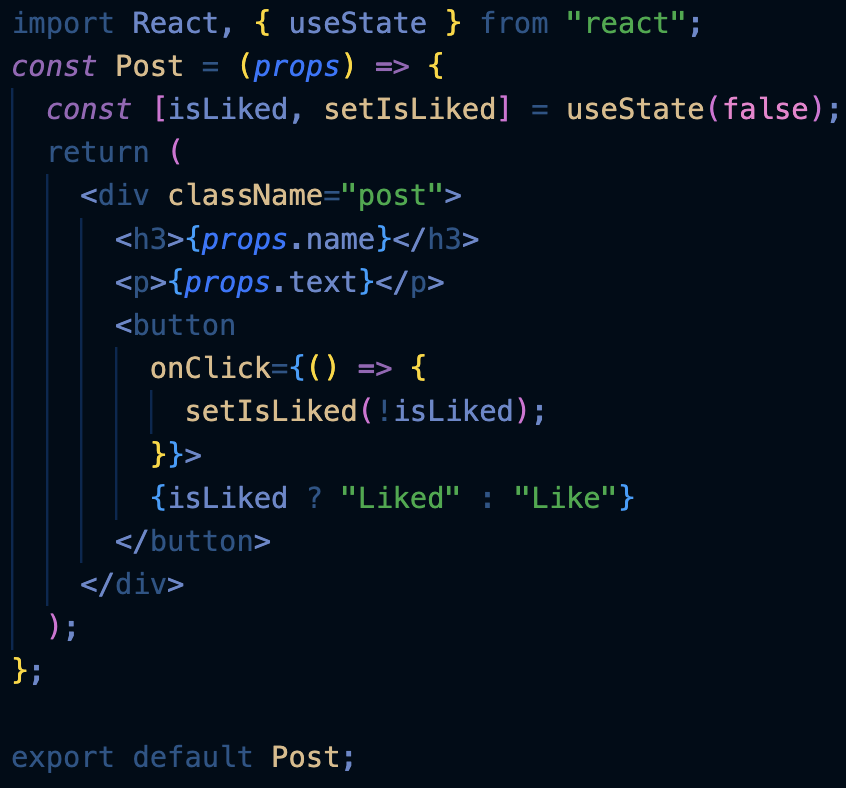 import React, { useState } from "react";
const Post = (props) => {
  const [isLiked, setIsLiked] = useState(false);
  return (
    <div className="post">
      <h3>{props.name}</h3>
      <p>{props.text}</p>
      <button
        onClick={() => {
          setIsLiked(!isLiked);
        }}>
        {isLiked ? "Liked" : "Like"}
      </button>
    </div>
  );
};

export default Post;